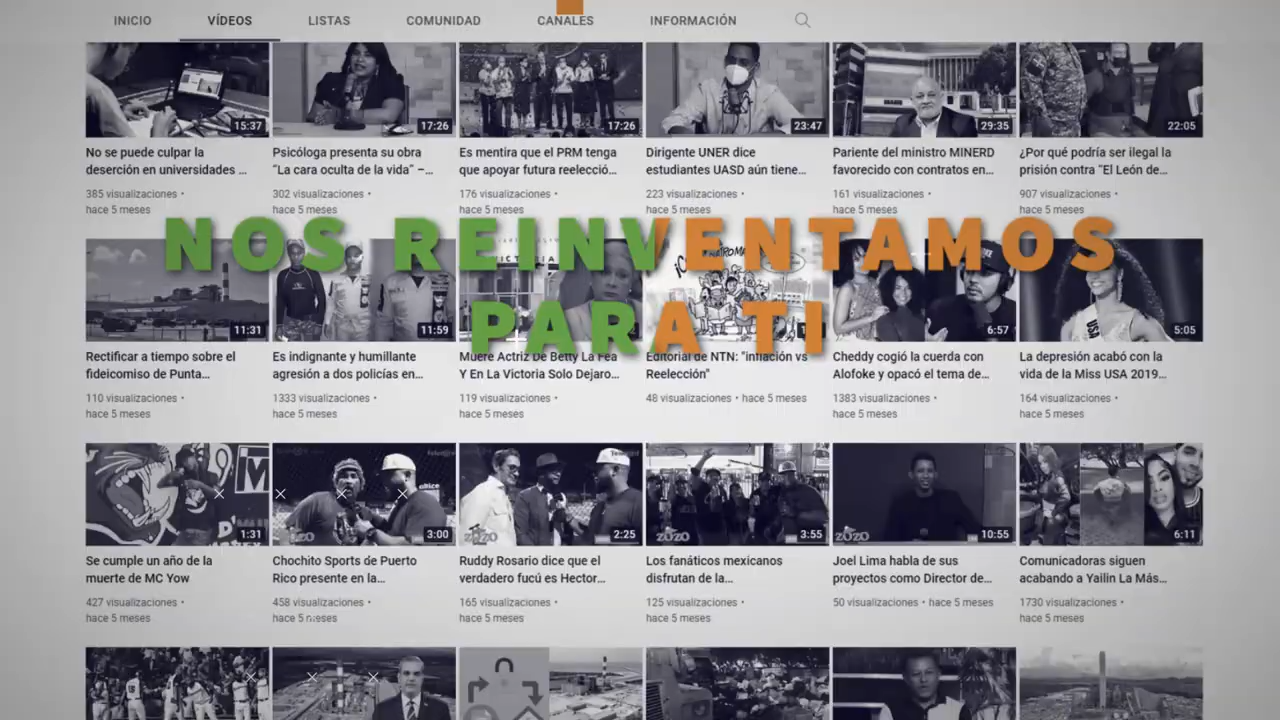 INICIO VÍDEOS LISTAS COMUNIDAD CANALES INFORMACIÓN
15:37 17:26 17:26 23:47 29:35 22:05
No se puede culpar la Psicóloga presenta su obra Es mentira que el PRM tenga Dirigente UNER dice Pariente del ministro MINERD ¿Por qué podría ser ilegal la
deserción en universidades ... "La cara oculta de la vida" –... que apoyar futura reelecció... estudiantes UASD aún tiene... favorecido con contratos en... prisión contra "El León de...
385 visualizaciones • 302 visualizaciones • 176 visualizaciones • 223 visualizaciones • 161 visualizaciones • 907 visualizaciones •
hace 5 meses hace 5 meses hace 5 meses hace 5 meses hace 5 meses hace 5 meses
NOS REINVENTAMOS
PARA TI
11:31 11:59 6:57 5:05
Rectificar a tiempo sobre el Es indignante y humillante Muere Actriz De Betty La Fea Editorial de NTN: "inflación vs Cheddy cogió la cuerda con La depresión acabó con la
fideicomiso de Punta... agresión a dos policías en... Y En La Victoria Solo Dejaro... Reelección" Alofoke y opacó el tema de... vida de la Miss USA 2019...
110 visualizaciones • 1333 visualizaciones • 119 visualizaciones • 48 visualizaciones • hace 5 meses 1383 visualizaciones • 164 visualizaciones •
hace 5 meses hace 5 meses hace 5 meses hace 5 meses hace 5 meses
1:31 3:00 2:25 3:55 10:55 6:11
Se cumple un año de la Chochito Sports de Puerto Ruddy Rosario dice que el Los fanáticos mexicanos Joel Lima habla de sus Comunicadoras siguen
muerte de MC Yow Rico presente en la... verdadero fucú es Hector... disfrutan de la... proyectos como Director de... acabando a Yailin La Más...
427 visualizaciones • 458 visualizaciones • 165 visualizaciones • 125 visualizaciones • 50 visualizaciones • hace 5 meses 1730 visualizaciones •
hace 5 meses hace 5 meses hace 5 meses hace 5 meses hace 5 meses